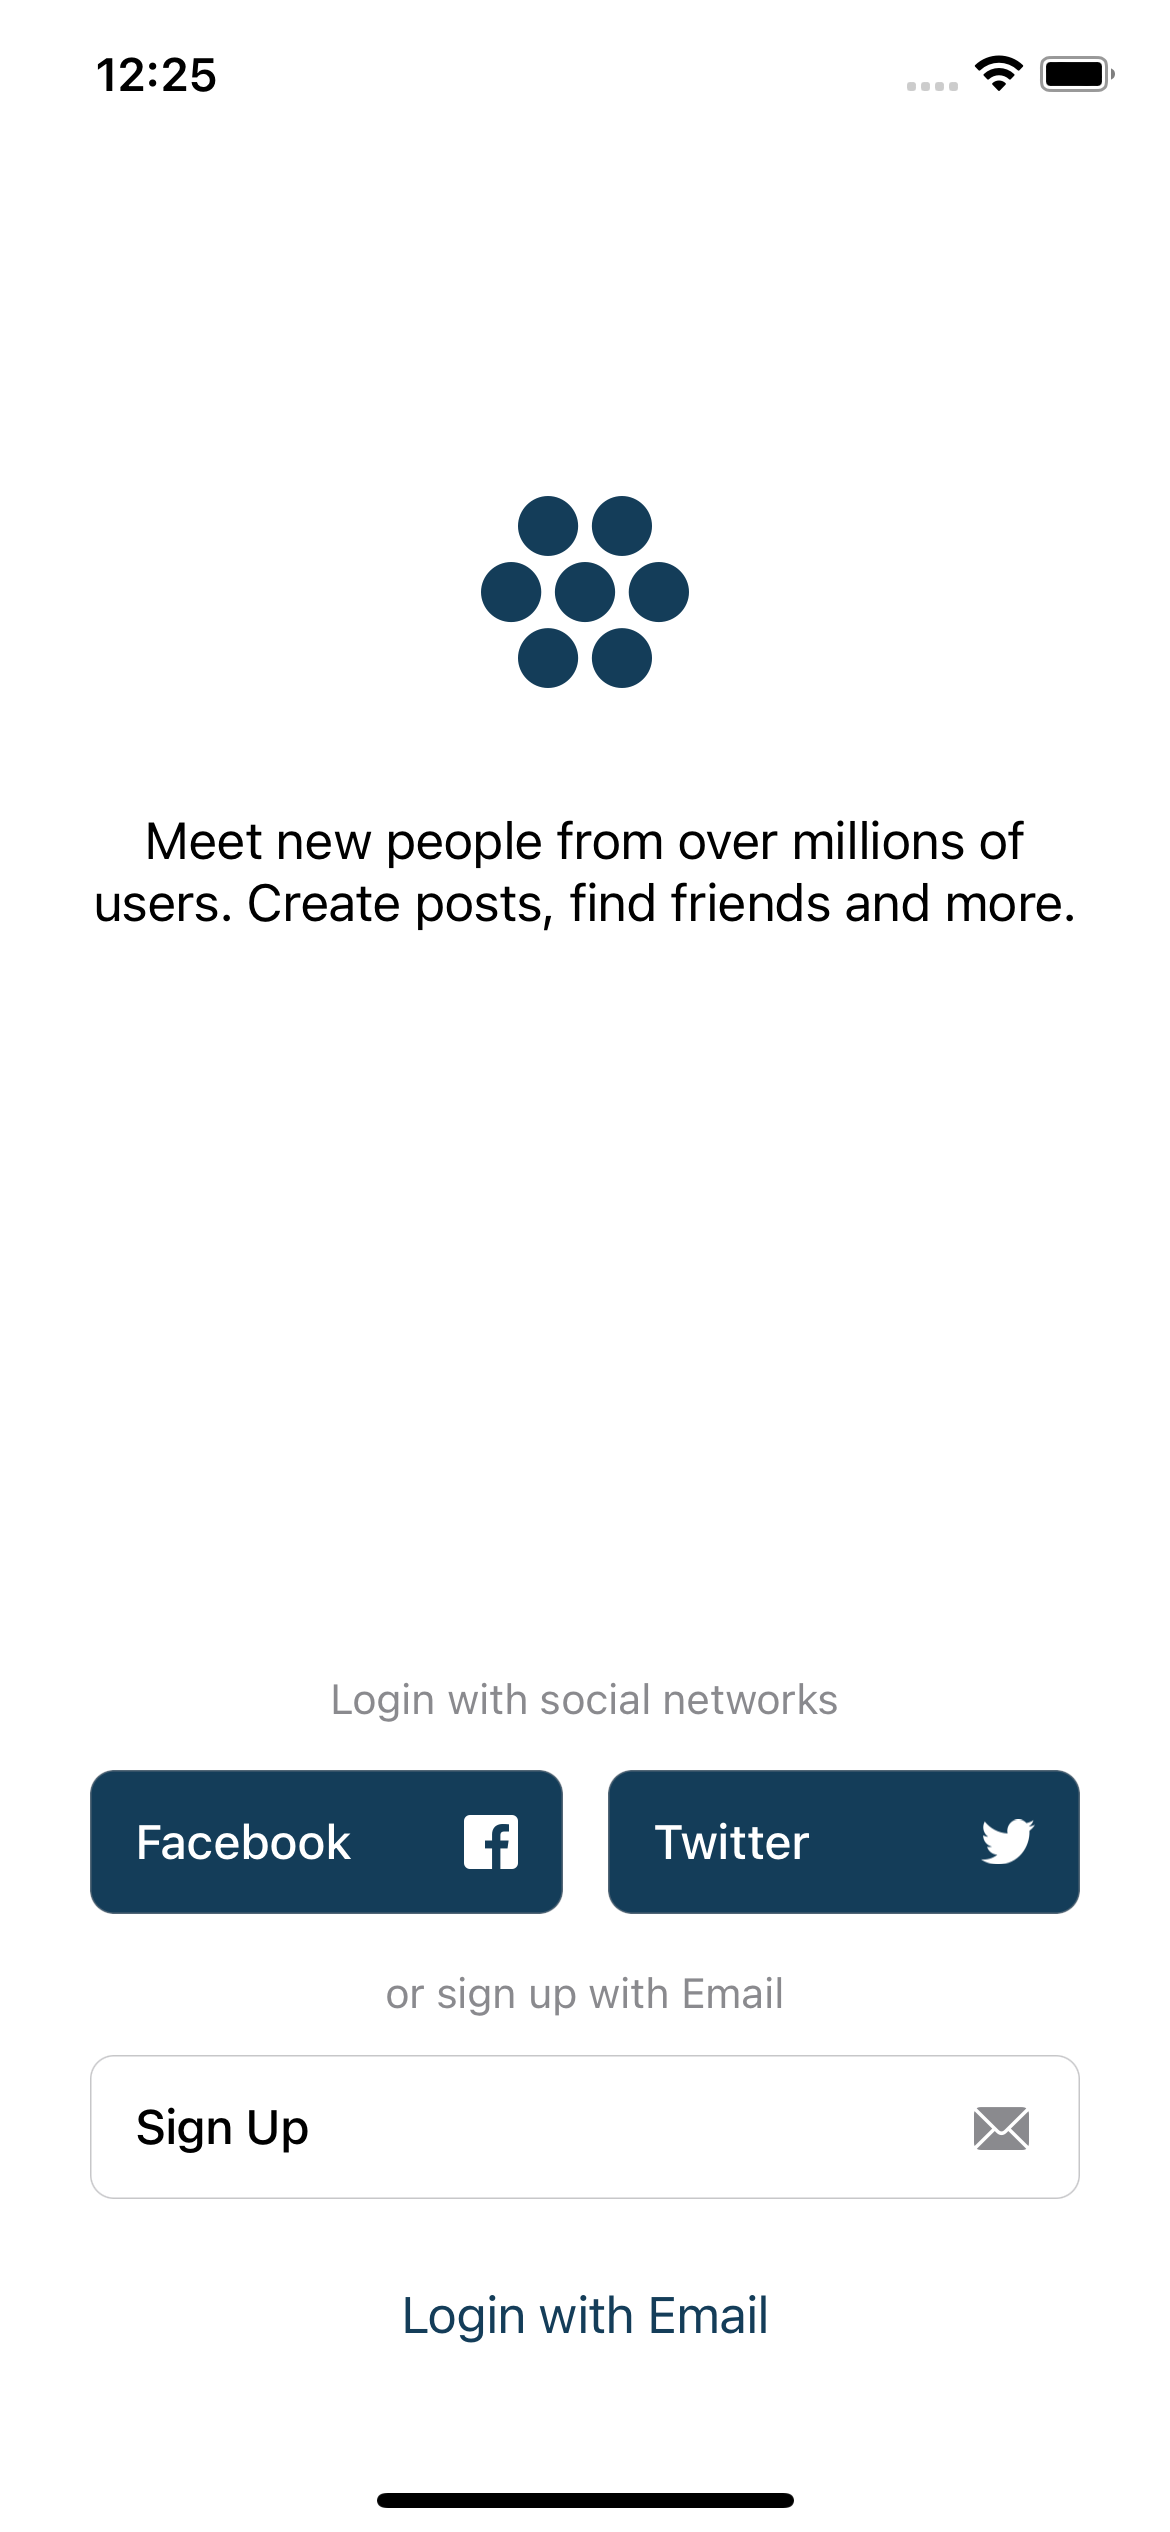 12:25
Meet new people from over millions of
users. Create posts, find friends and more.
Login with social networks
Facebook
Twitter
or sign up with Email
Sign Up
Login with Email